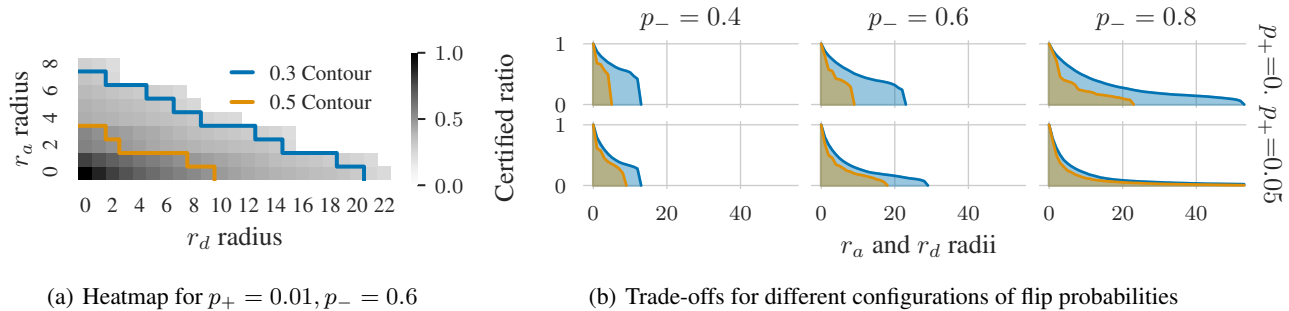 r_a radius
8
6
4
2
0
0 2 4 6 8 10 12 14 16 18 20 22
r_d radius
0.3 Contour
0.5 Contour
1.0
0.5
0.0
(a) Heatmap for p_+ = 0.01, p_- = 0.6
p_- = 0.4 p_- = 0.6 p_- = 0.8
Certified ratio
1
0
1
0
p_+=0. p_+=0.05
0 20 40 0 20 40 0 20 40
r_a and r_d radii
(b) Trade-offs for different configurations of flip probabilities